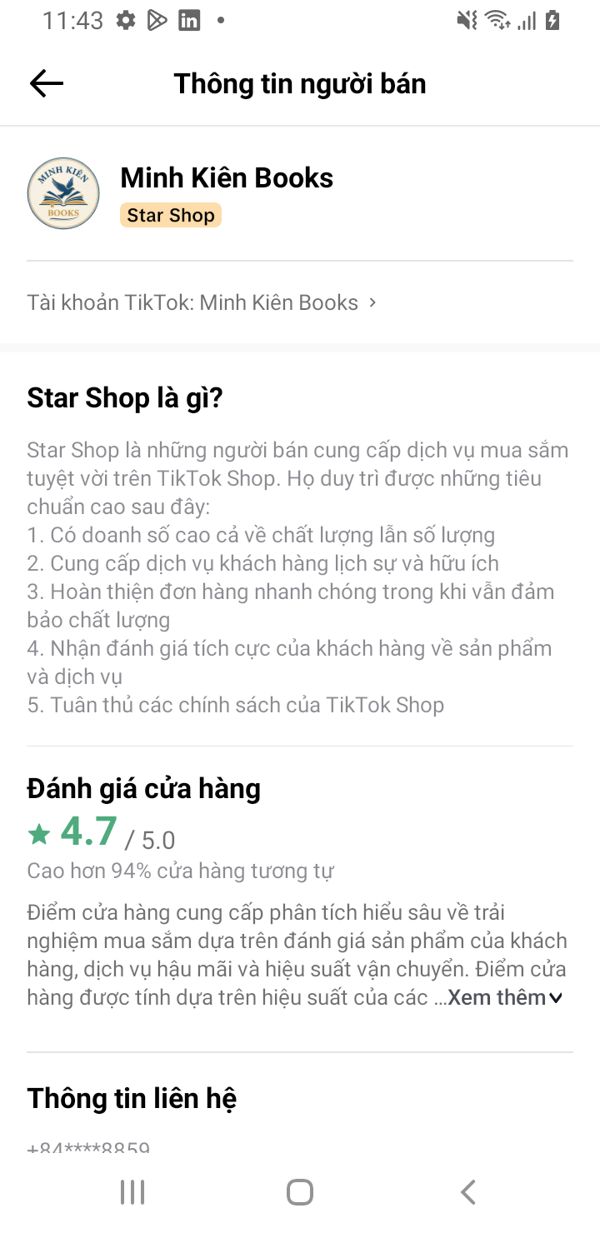 11:43
Thông tin người bán
MINH KIÊN
BOOKS
Minh Kiên Books
Star Shop
Tài khoản TikTok: Minh Kiên Books
Star Shop là gì?
Star Shop là những người bán cung cấp dịch vụ mua sắm
tuyệt vời trên TikTok Shop. Họ duy trì được những tiêu
chuẩn cao sau đây:
1. Có doanh số cao cả về chất lượng lẫn số lượng
2. Cung cấp dịch vụ khách hàng lịch sự và hữu ích
3. Hoàn thiện đơn hàng nhanh chóng trong khi vẫn đảm
bảo chất lượng
4. Nhận đánh giá tích cực của khách hàng về sản phẩm
và dịch vụ
5. Tuân thủ các chính sách của TikTok Shop
Đánh giá cửa hàng
4.7 / 5.0
Cao hơn 94% cửa hàng tương tự
Điểm cửa hàng cung cấp phân tích hiểu sâu về trải
nghiệm mua sắm dựa trên đánh giá sản phẩm của khách
hàng, dịch vụ hậu mãi và hiệu suất vận chuyển. Điểm cửa
hàng được tính dựa trên hiệu suất của các ...Xem thêm
Thông tin liên hệ
+84****8859